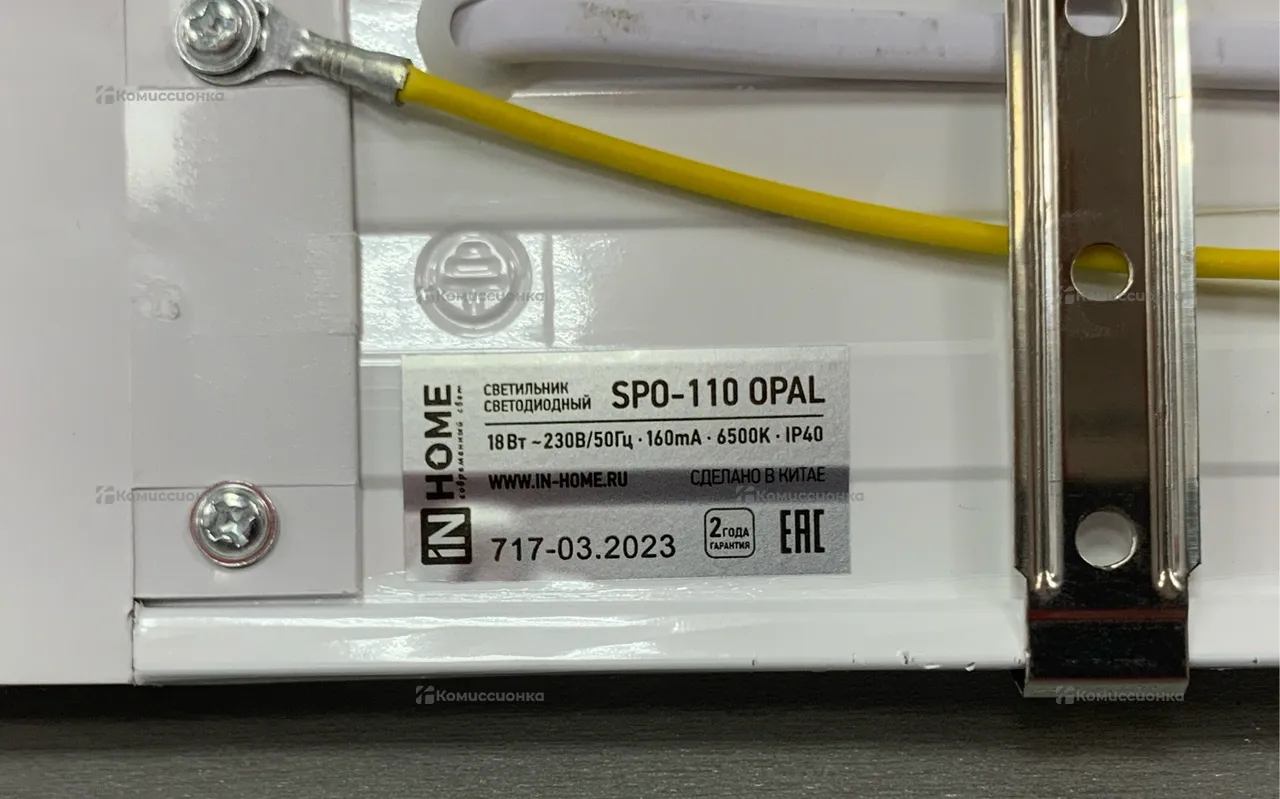 Комиссионка
Комиссионка
Комиссионка
IN HOME
современный свет
СВЕТИЛЬНИК
СВЕТОДИОДНЫЙ
SPO-110 OPAL
18Вт ~230В/50Гц · 160mA · 6500K · IP40
WWW.IN-HOME.RU
СДЕЛАНО В КИТАЕ
717-03.2023
2 ГОДА
ГАРАНТИЯ
EAC
Комиссионка
Комиссионка
Комиссионка
Комиссионка